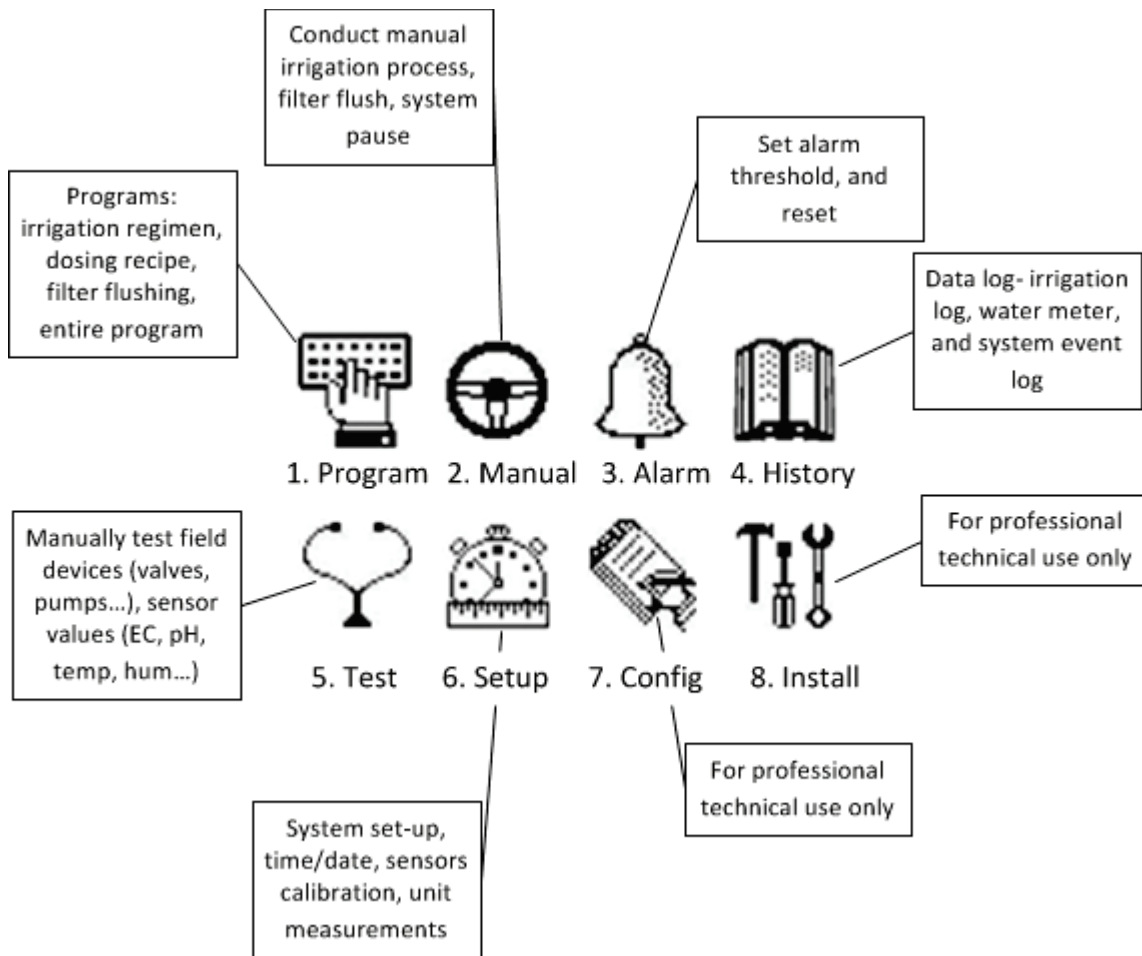 Conduct manual
irrigation process,
filter flush, system
pause
Set alarm
threshold, and
reset
Programs:
irrigation regimen,
dosing recipe,
filter flushing,
entire program
Data log- irrigation
log, water meter,
and system event
log
1. Program
2. Manual
3. Alarm
4. History
Manually test field
devices (valves,
pumps...), sensor
values (EC, pH,
temp, hum...)
For professional
technical use only
5. Test
6. Setup
7. Config
8. Install
For professional
technical use only
System set-up,
time/date, sensors
calibration, unit
measurements